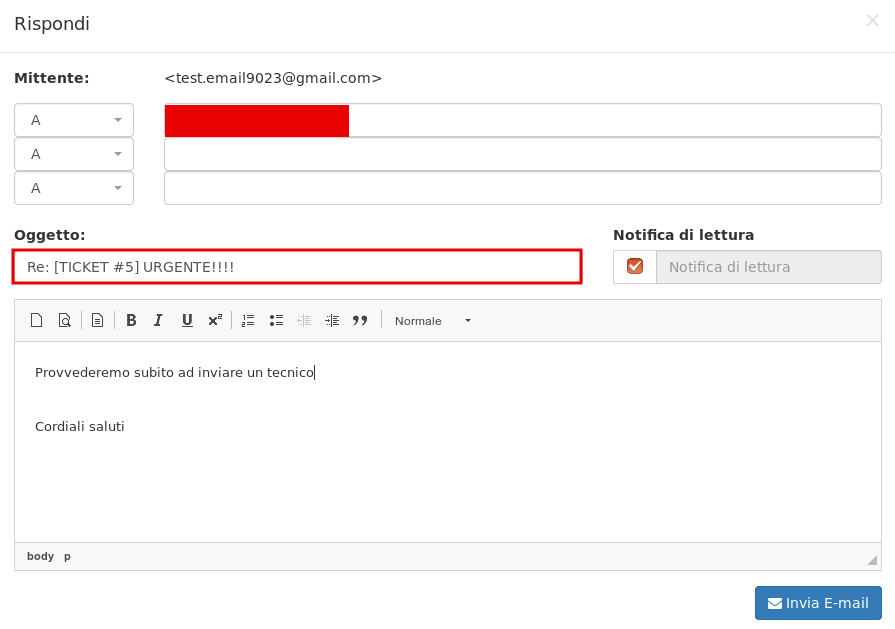 Rispondi ×
Mittente: <test.email9023@gmail.com>
A
A
A
Oggetto: Notifica di lettura
Re: [TICKET #5] URGENTE!!!! Notifica di lettura
B I U x² Normale
Provvederemo subito ad inviare un tecnico
Cordiali saluti
body p
Invia E-mail